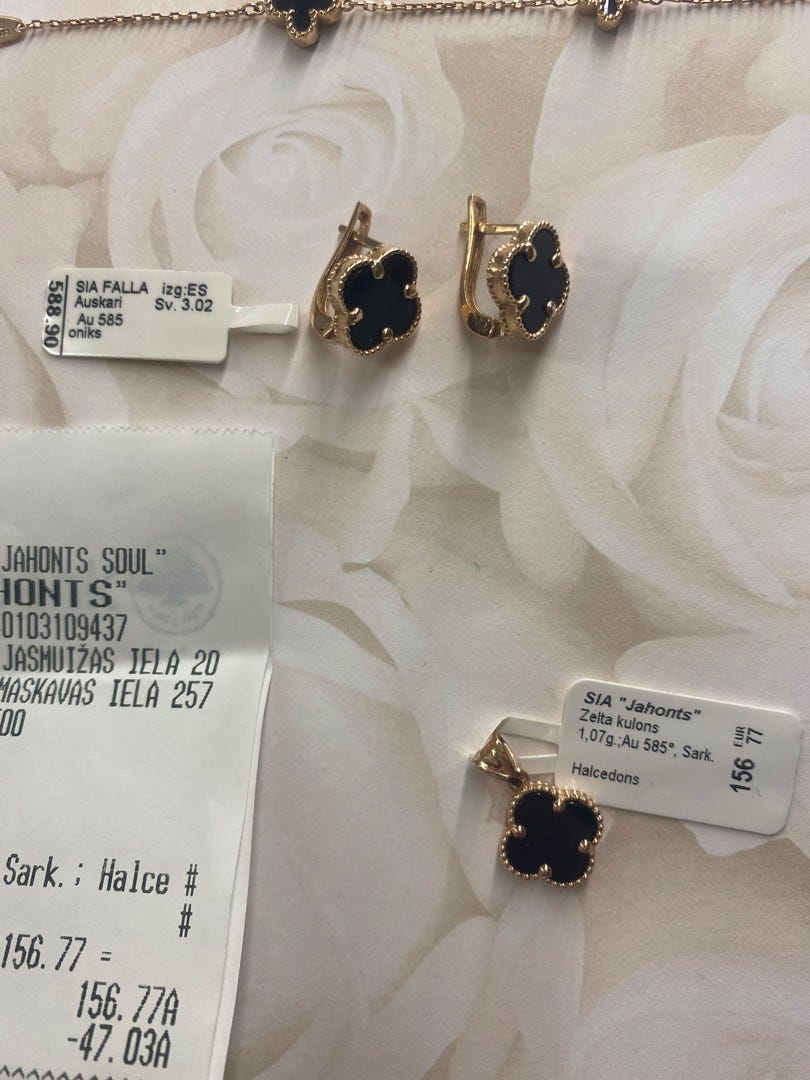 SIA FALLA izg:ES
Auskari Sv. 3.02
Au 585
oniks
588.90
JAHONTS SOUL"
HONTS"
0103109437
JASMUIŽAS IELA 20
MASKAVAS IELA 257
00
Sark.; Halce #
#
156.77 =
156.77A
-47.03A
SIA "Jahonts"
Zelta kulons
1,07g.;Au 585°, Sark.
Halcedons
156 EUR 77